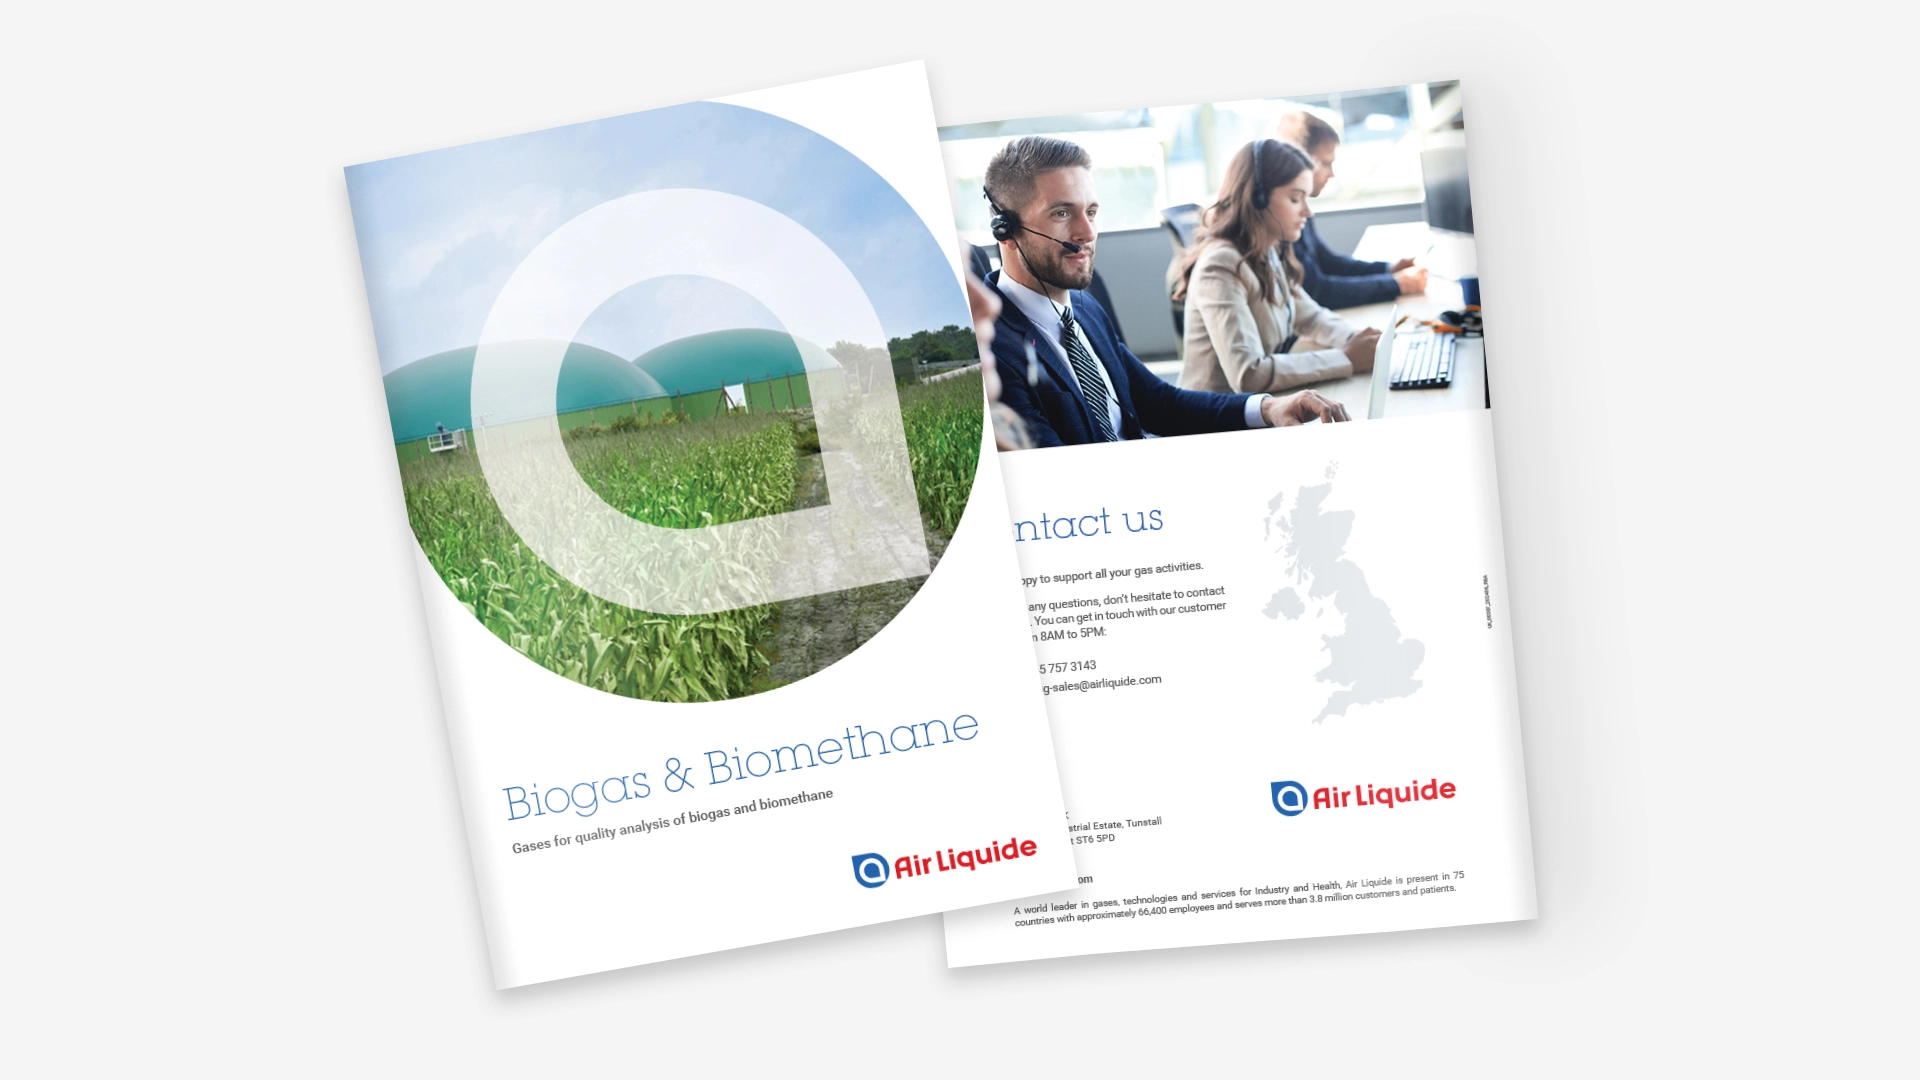 Biogas & Biomethane
Gases for quality analysis of biogas and biomethane
Air Liquide
ntact us
ppy to support all your gas activities.
any questions, don't hesitate to contact
. You can get in touch with our customer
m 8AM to 5PM:
5 757 3143
g-sales@airliquide.com
K
strial Estate, Tunstall
t ST6 5PD
om
Air Liquide
A world leader in gases, technologies and services for Industry and Health, Air Liquide is present in 75
countries with approximately 66,400 employees and serves more than 3.8 million customers and patients.